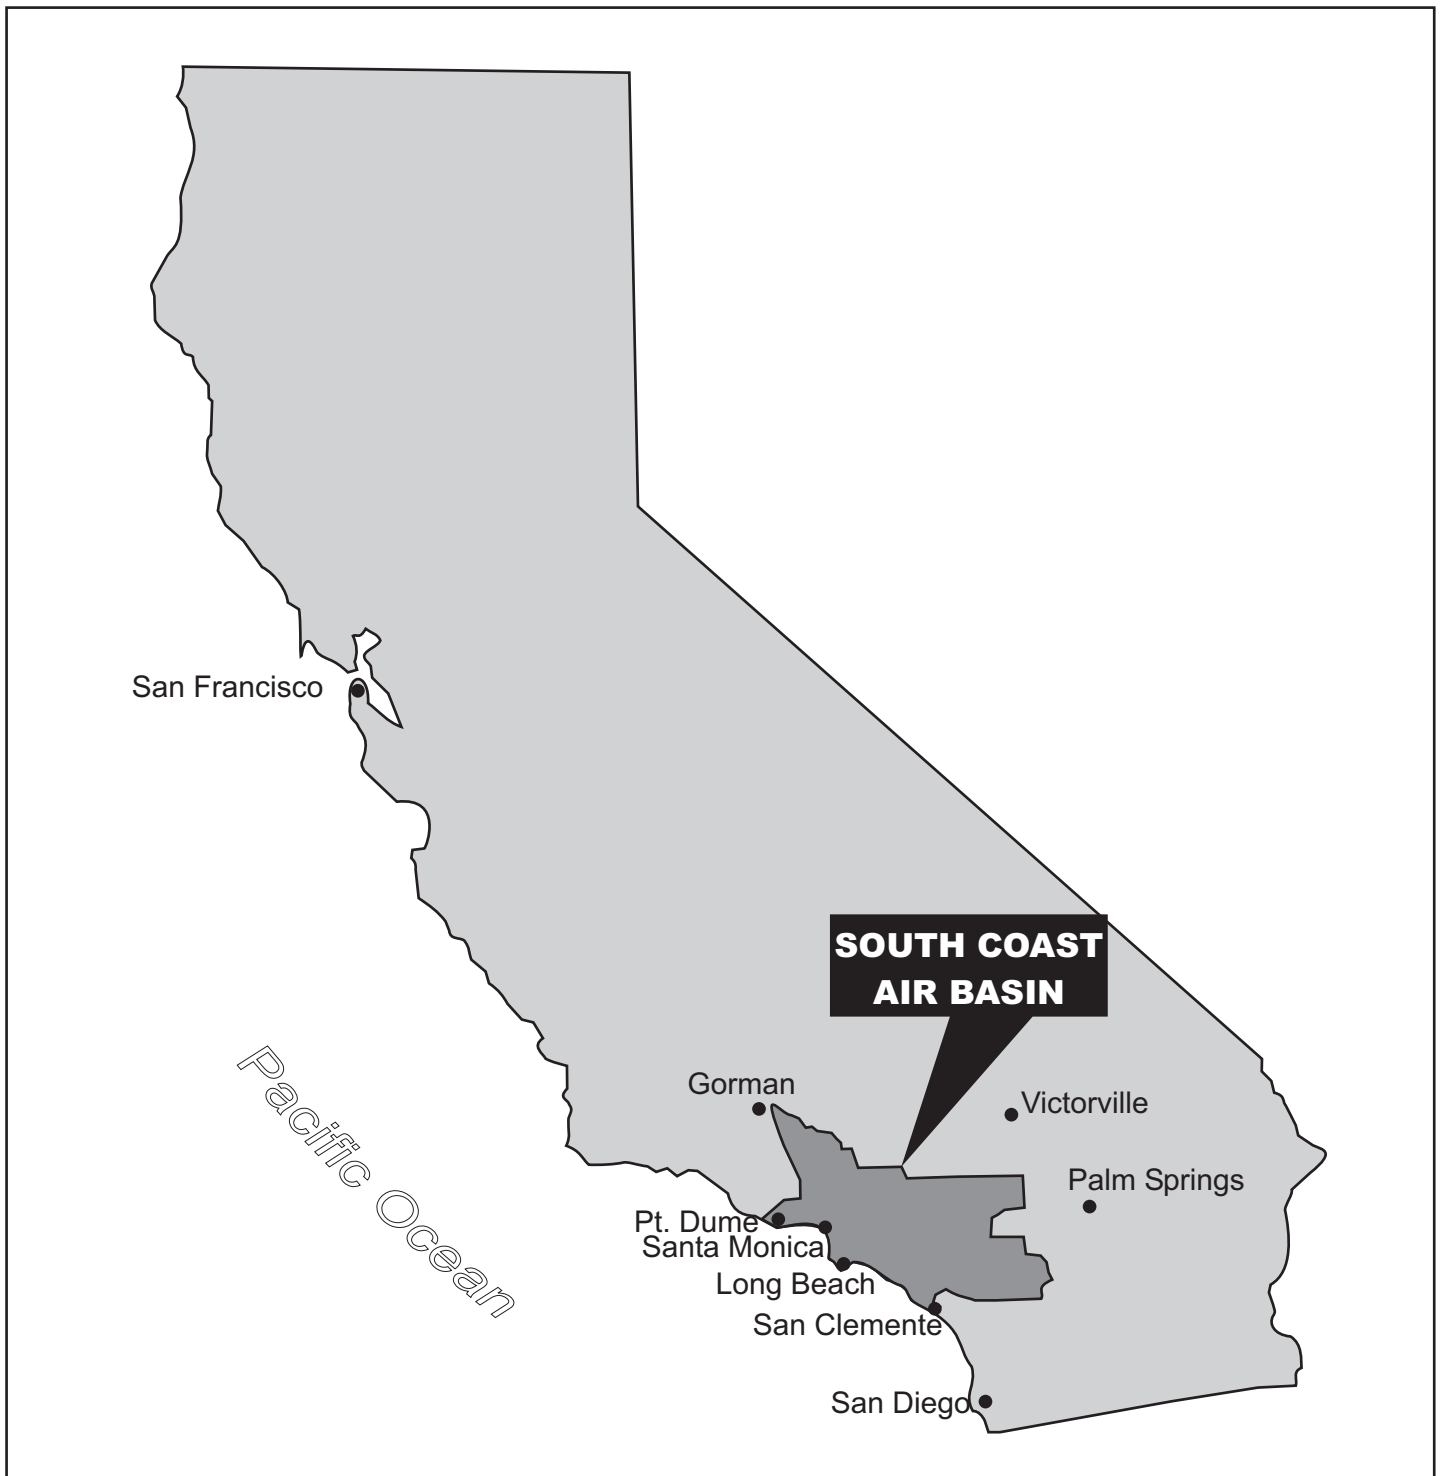 San Francisco
SOUTH COAST
AIR BASIN
Pacific Ocean
Gorman
Victorville
Palm Springs
Pt. Dume
Santa Monica
Long Beach
San Clemente
San Diego